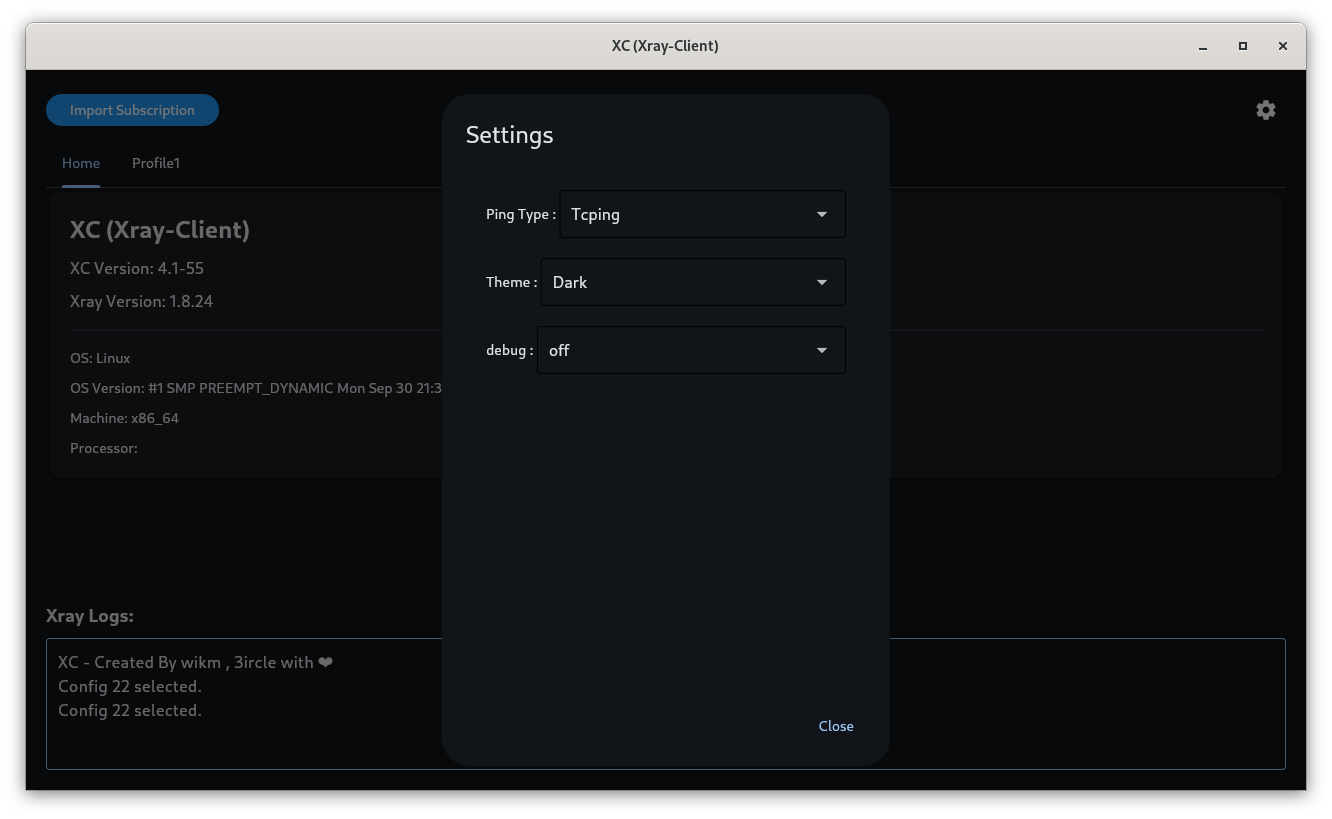 XC (Xray-Client)
Import Subscription
Home
Profile1
XC (Xray-Client)
XC Version: 4.1-55
Xray Version: 1.8.24
OS: Linux
OS Version: #1 SMP PREEMPT_DYNAMIC Mon Sep 30 21:3
Machine: x86_64
Processor:
Settings
Ping Type :
Tcping
Theme :
Dark
debug :
off
Close
Xray Logs:
XC - Created By wikm , 3ircle with ❤
Config 22 selected.
Config 22 selected.